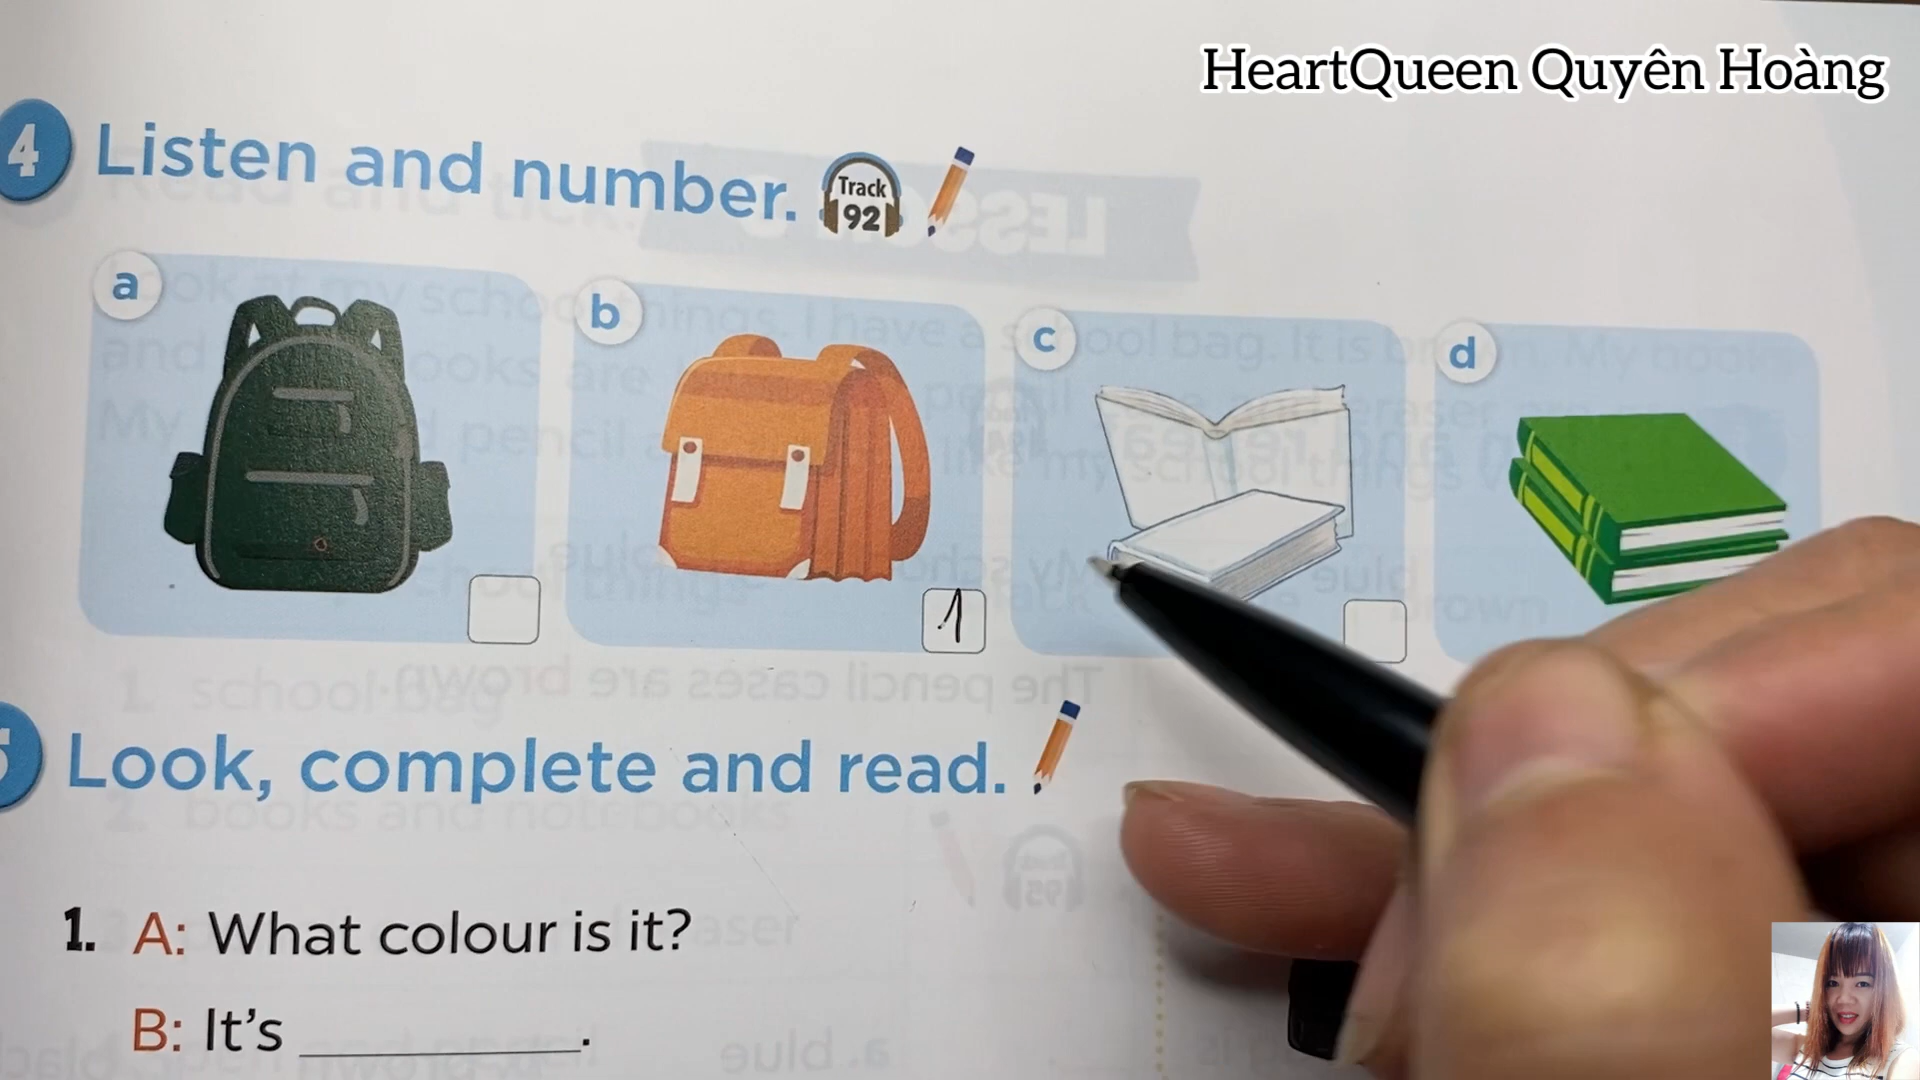 HeartQueen Quyên Hoàng
4 Listen and number. Track 92
a b c d
1
Look, complete and read.
1. A: What colour is it?
B: It's ________.